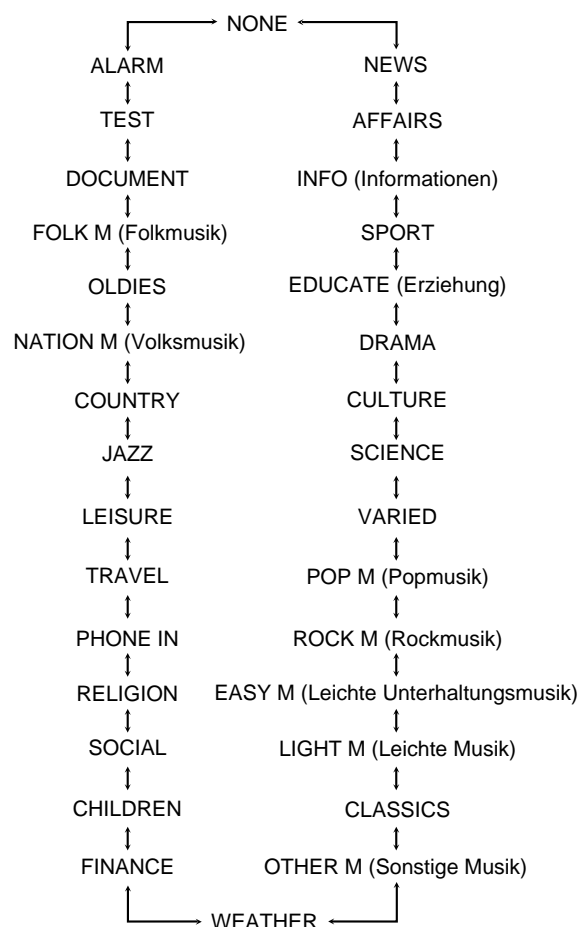 NONE
ALARM
NEWS
TEST
AFFAIRS
DOCUMENT
INFO (Informationen)
FOLK M (Folkmusik)
SPORT
OLDIES
EDUCATE (Erziehung)
NATION M (Volksmusik)
DRAMA
COUNTRY
CULTURE
JAZZ
SCIENCE
LEISURE
VARIED
TRAVEL
POP M (Popmusik)
PHONE IN
ROCK M (Rockmusik)
RELIGION
EASY M (Leichte Unterhaltungsmusik)
SOCIAL
LIGHT M (Leichte Musik)
CHILDREN
CLASSICS
FINANCE
OTHER M (Sonstige Musik)
WEATHER